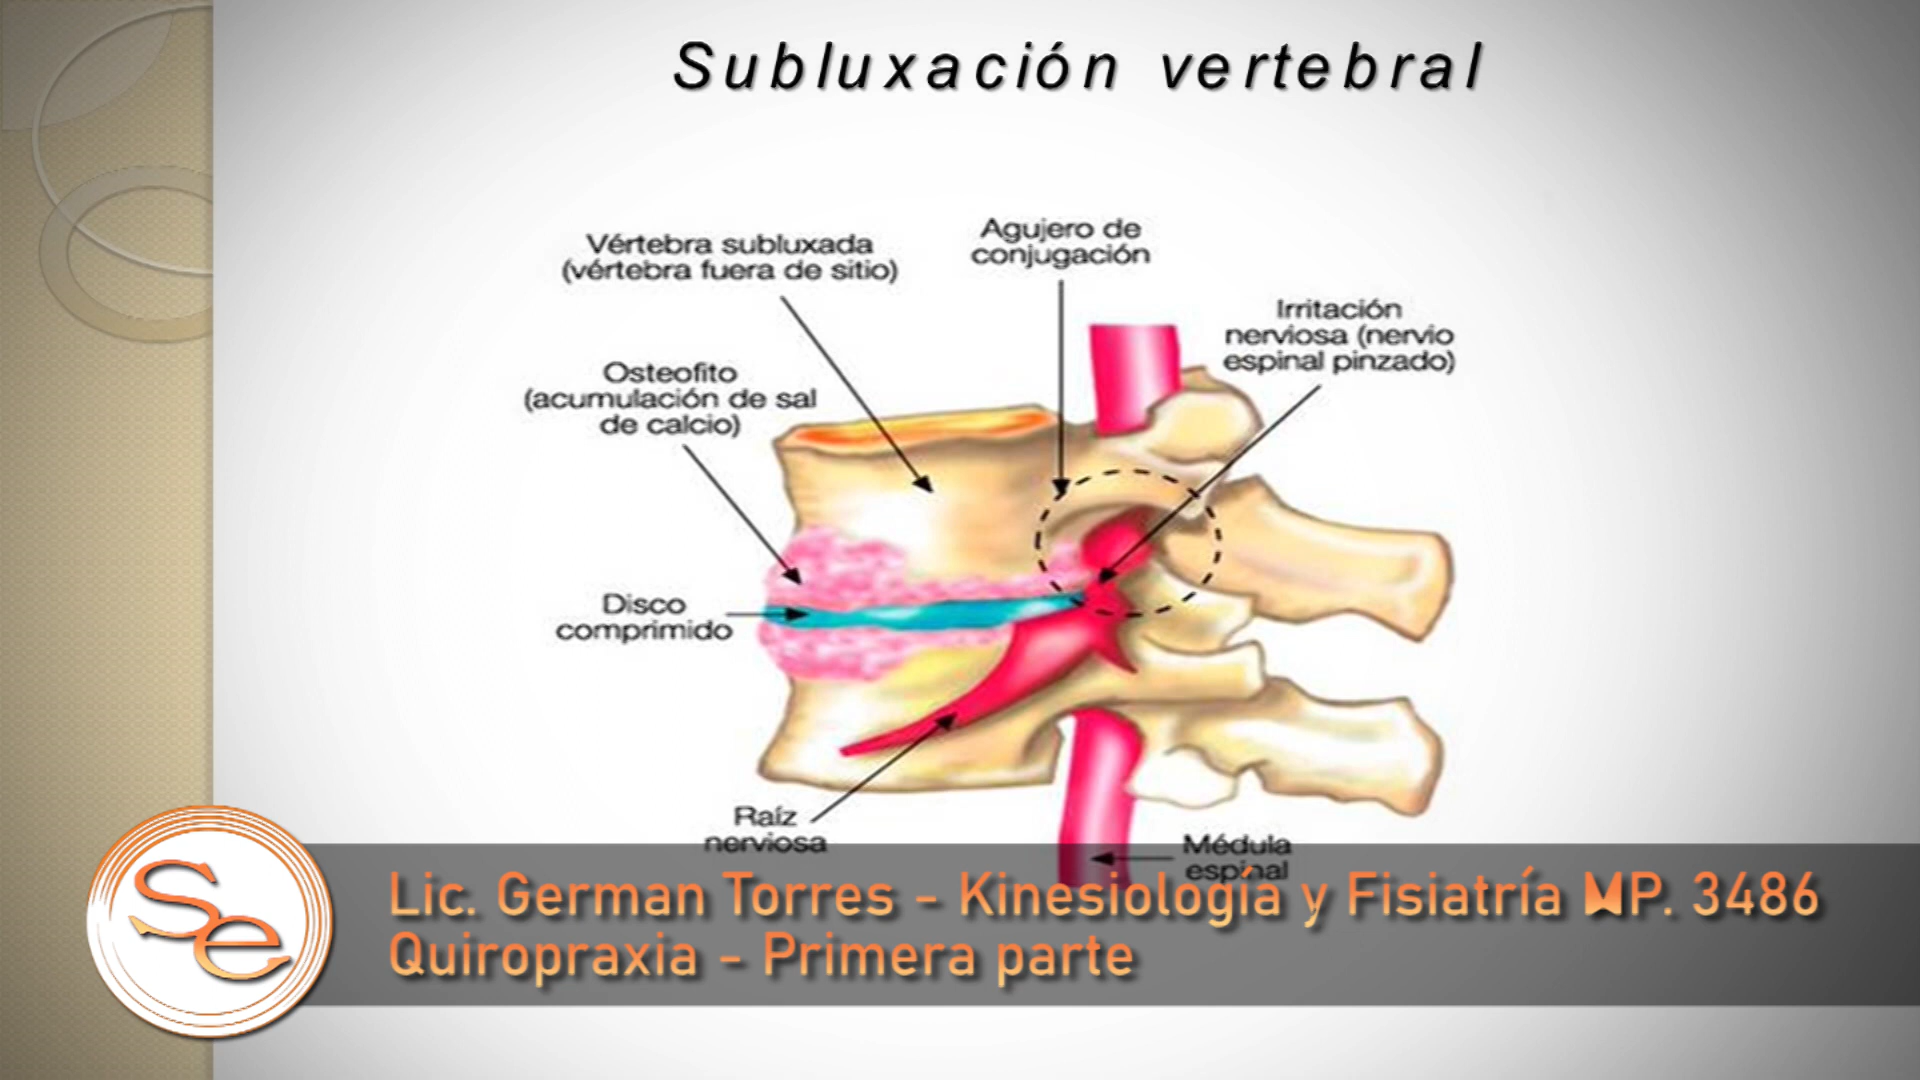 Subluxación vertebral
Agujero de
conjugación
Vértebra subluxada
(vértebra fuera de sitio)
Irritación
nerviosa (nervio
espinal pinzado)
Osteofito
(acumulación de sal
de calcio)
Disco
comprimido
Raíz
nerviosa
Médula
espinal
Se
Lic. German Torres - Kinesiología y Fisiatría MP. 3486
Quiropraxia - Primera parte